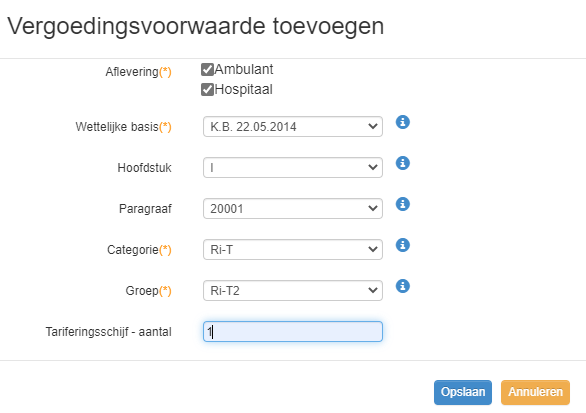 Vergoedingsvoorwaarde toevoegen
Aflevering(*)
Ambulant
Hospitaal
Wettelijke basis(*)
K.B. 22.05.2014
Hoofdstuk
I
Paragraaf
20001
Categorie(*)
Ri-T
Groep(*)
Ri-T2
Tariferingsschijf - aantal
1
Opslaan
Annuleren